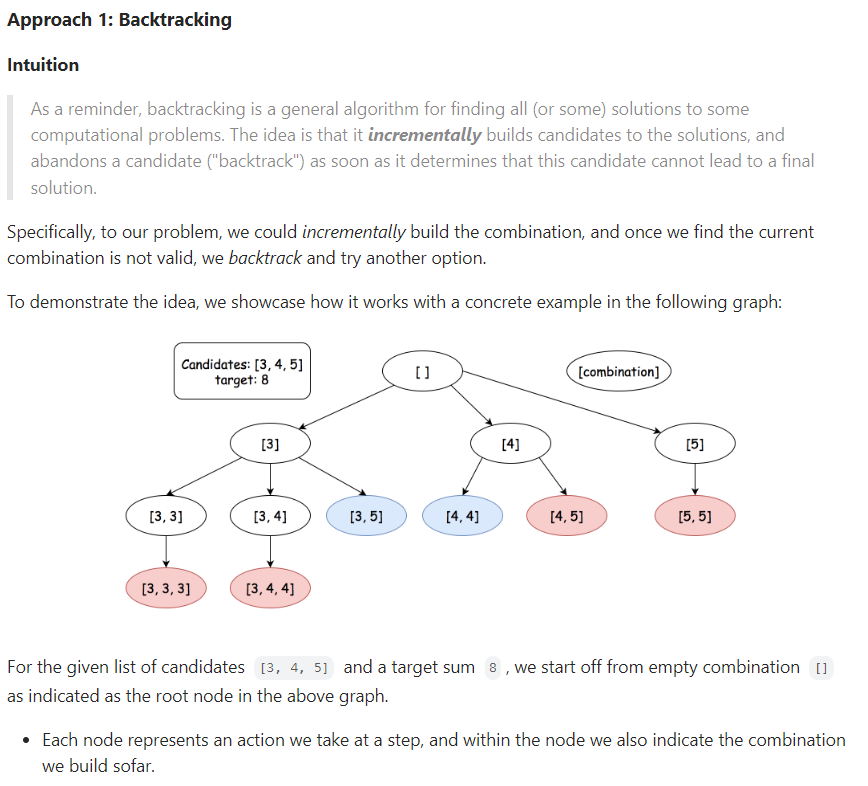 Approach 1: Backtracking
Intuition
As a reminder, backtracking is a general algorithm for finding all (or some) solutions to some
computational problems. The idea is that it incrementally builds candidates to the solutions, and
abandons a candidate ("backtrack") as soon as it determines that this candidate cannot lead to a final
solution.
Specifically, to our problem, we could incrementally build the combination, and once we find the current
combination is not valid, we backtrack and try another option.
To demonstrate the idea, we showcase how it works with a concrete example in the following graph:
Candidates: [3, 4, 5]
target: 8
[ ]
[combination]
[3]
[4]
[5]
[3, 3]
[3, 4]
[3, 5]
[4, 4]
[4, 5]
[5, 5]
[3, 3, 3]
[3, 4, 4]
For the given list of candidates [3, 4, 5] and a target sum 8 , we start off from empty combination []
as indicated as the root node in the above graph.
• Each node represents an action we take at a step, and within the node we also indicate the combination
we build sofar.